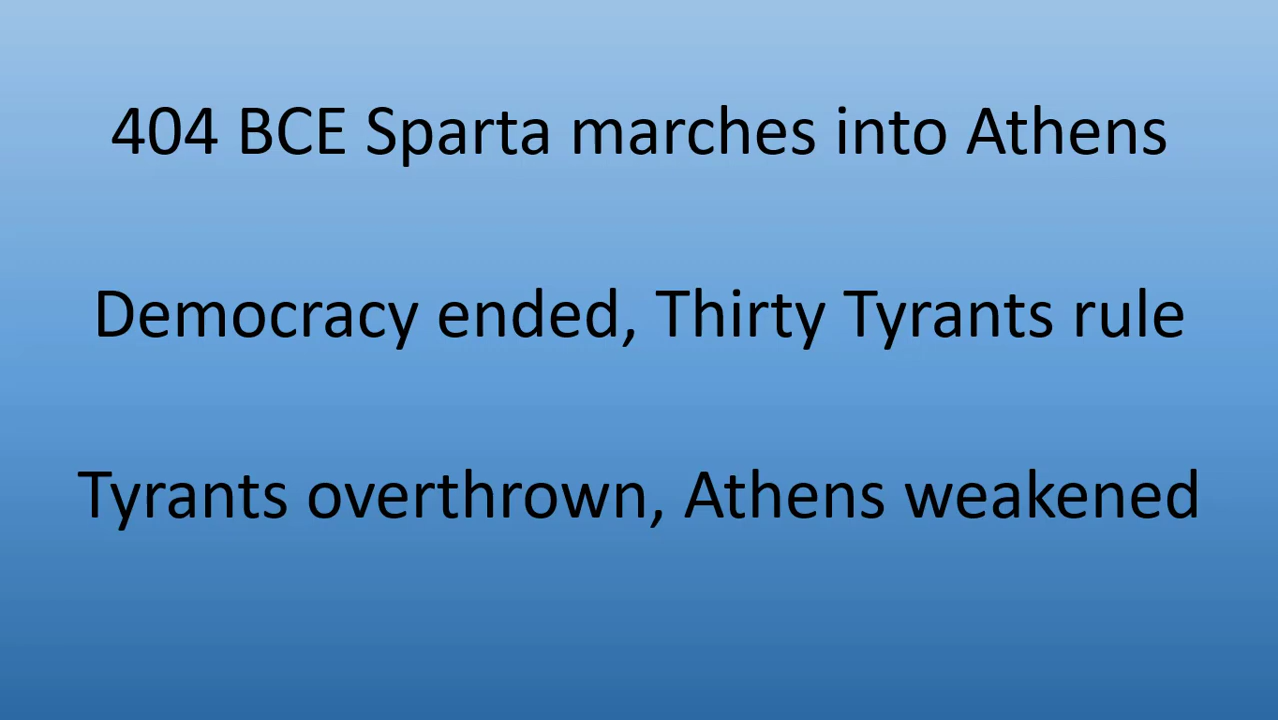 404 BCE Sparta marches into Athens
Democracy ended, Thirty Tyrants rule
Tyrants overthrown, Athens weakened